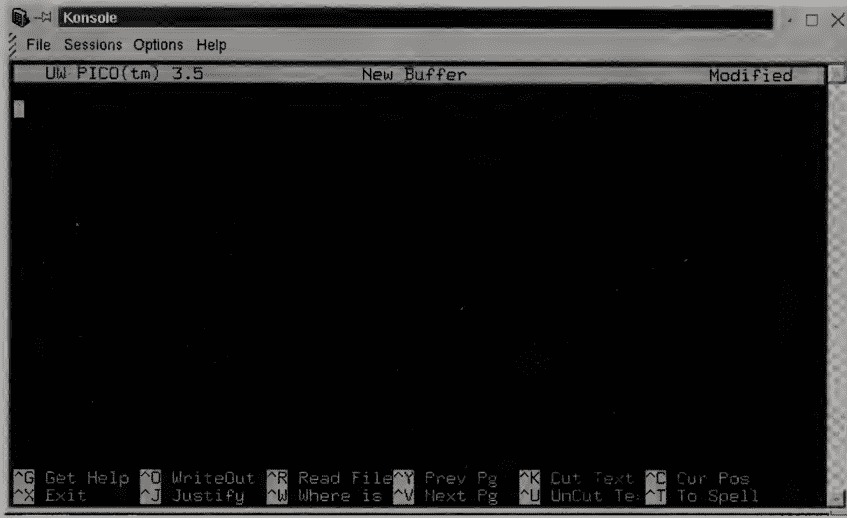 Konsole
File Sessions Options Help
UW PICO(tm) 3.5 New Buffer Modified
^G Get Help ^O WriteOut ^R Read File ^Y Prev Pg ^K Cut Text ^C Cur Pos
^X Exit ^J Justify ^W Where is ^V Next Pg ^U UnCut Te ^T To Spell